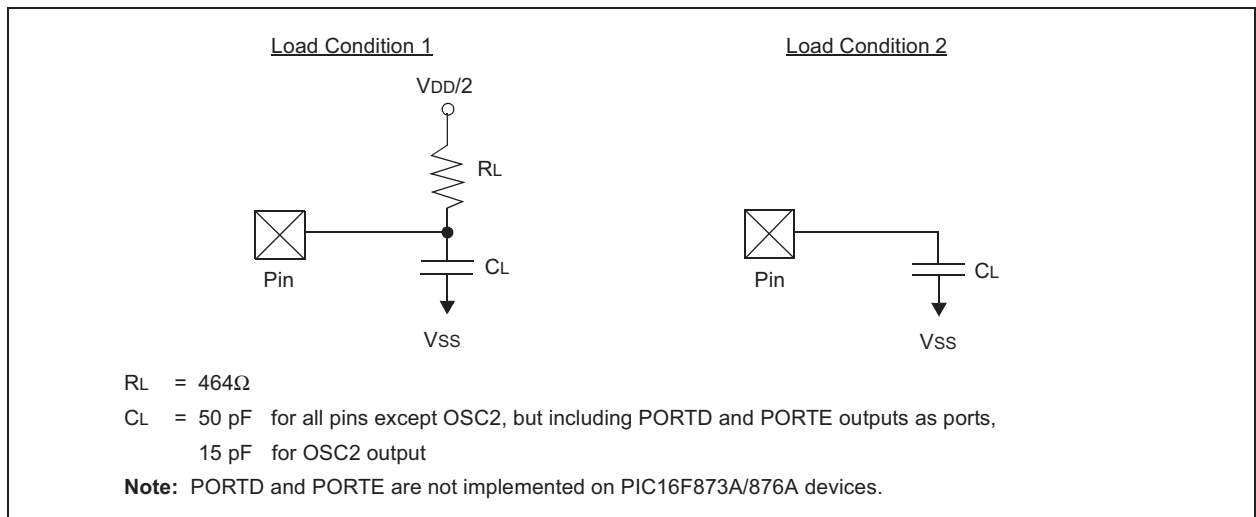 Load Condition 1
VDD/2
RL
Pin
CL
VSS
Load Condition 2
Pin
CL
VSS
RL = 464Ω
CL = 50 pF for all pins except OSC2, but including PORTD and PORTE outputs as ports,
15 pF for OSC2 output
Note: PORTD and PORTE are not implemented on PIC16F873A/876A devices.